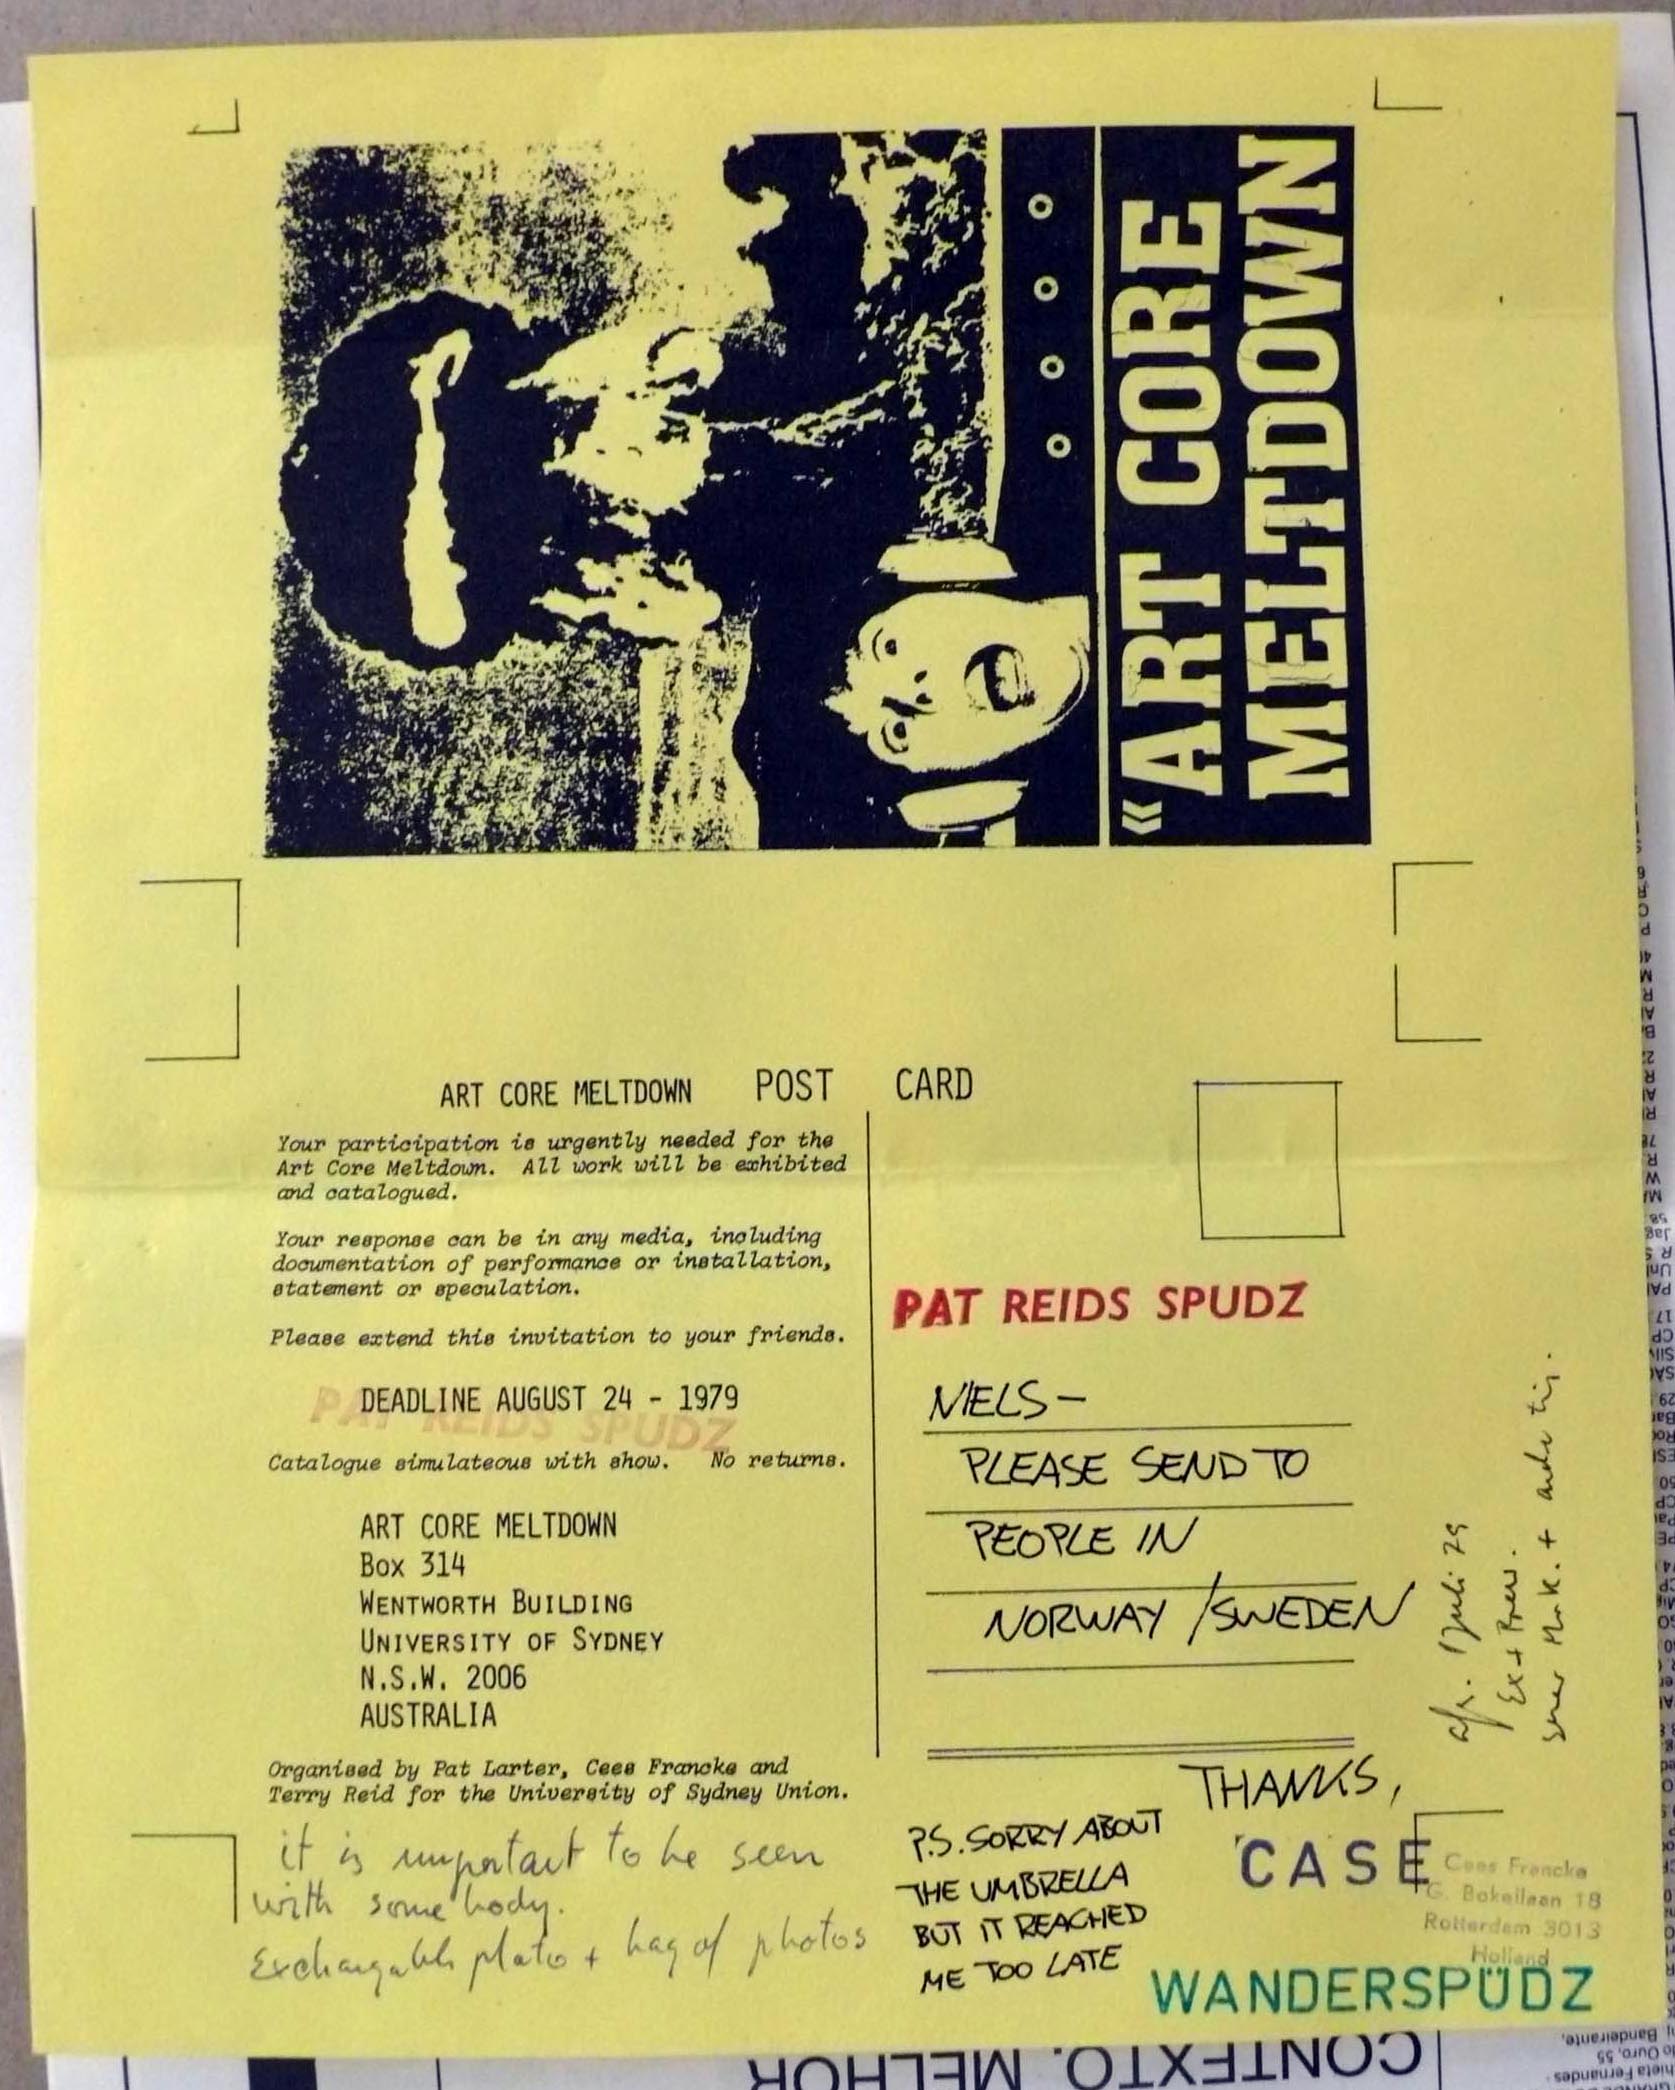 «ART CORE
MELTDOWN
ART CORE MELTDOWN POST CARD
Your participation is urgently needed for the
Art Core Meltdown. All work will be exhibited
and catalogued.
Your response can be in any media, including
documentation of performance or installation,
statement or speculation.
Please extend this invitation to your friends.
DEADLINE AUGUST 24 - 1979
PAT REIDS SPUDZ
Catalogue simulateous with show. No returns.
ART CORE MELTDOWN
Box 314
WENTWORTH BUILDING
UNIVERSITY OF SYDNEY
N.S.W. 2006
AUSTRALIA
Organised by Pat Larter, Cees Francke and
Terry Reid for the University of Sydney Union.
it is important to be seen
with some body.
Exchangable plato + bag of photos
PAT REIDS SPUDZ
NIELS-
PLEASE SEND TO
PEOPLE IN
NORWAY / SWEDEN
THANKS,
P.S. SORRY ABOUT
THE UMBRELLA
BUT IT REACHED
ME TOO LATE
CASE
Cees Francke
G. Bokellaan 18
Rotterdam 3013
Holland
WANDERSPÜDZ
CONTEXTO. MELHOR